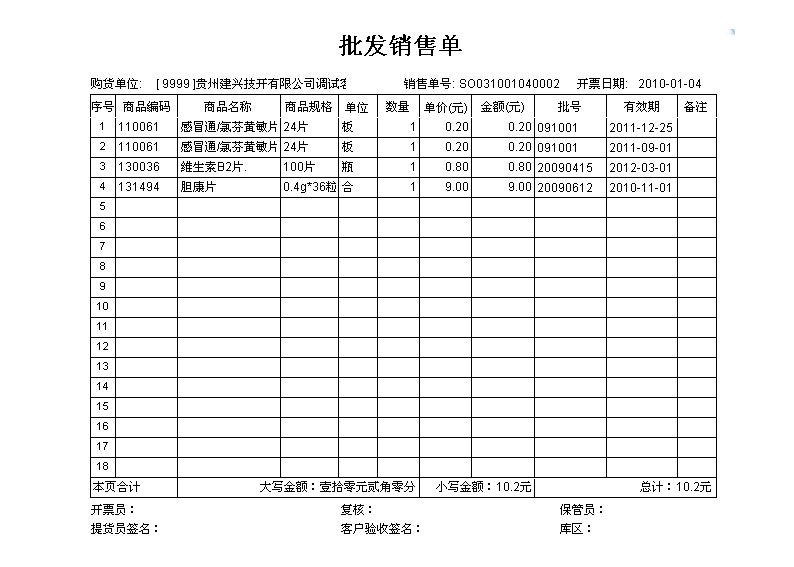 批发销售单
购货单位: [ 9999 ]贵州建兴技开有限公司调试客 销售单号: SO031001040002 开票日期: 2010-01-04
序号 商品编码 商品名称 商品规格 单位 数量 单价(元) 金额(元) 批号 有效期 备注
1 110061 感冒通/氨芬黄敏片 24片 板 1 0.20 0.20 091001 2011-12-25
2 110061 感冒通/氨芬黄敏片 24片 板 1 0.20 0.20 091001 2011-09-01
3 130036 维生素B2片. 100片 瓶 1 0.80 0.80 20090415 2012-03-01
4 131494 胆康片 0.4g*36粒 合 1 9.00 9.00 20090612 2010-11-01
5
6
7
8
9
10
11
12
13
14
15
16
17
18
本页合计 大写金额：壹拾零元贰角零分 小写金额：10.2元 总计：10.2元
开票员： 复核： 保管员：
提货员签名： 客户验收签名： 库区：